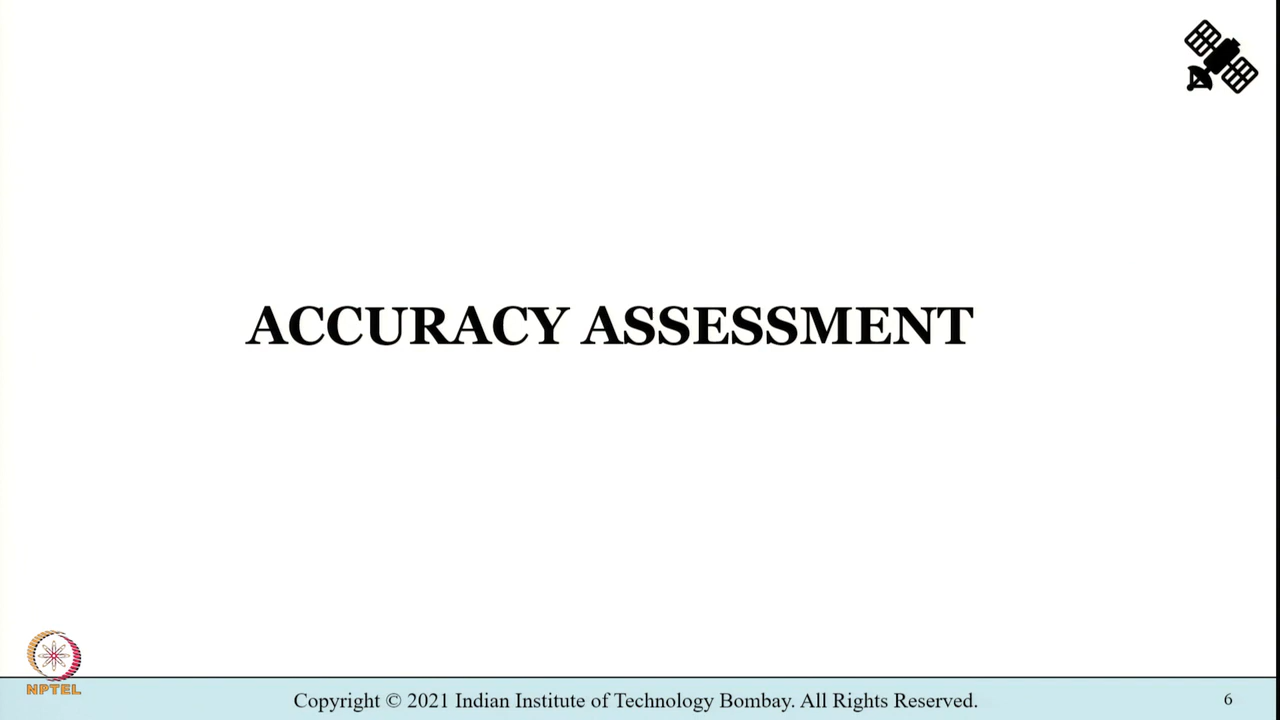 ACCURACY ASSESSMENT
NPTEL
Copyright © 2021 Indian Institute of Technology Bombay. All Rights Reserved.
6